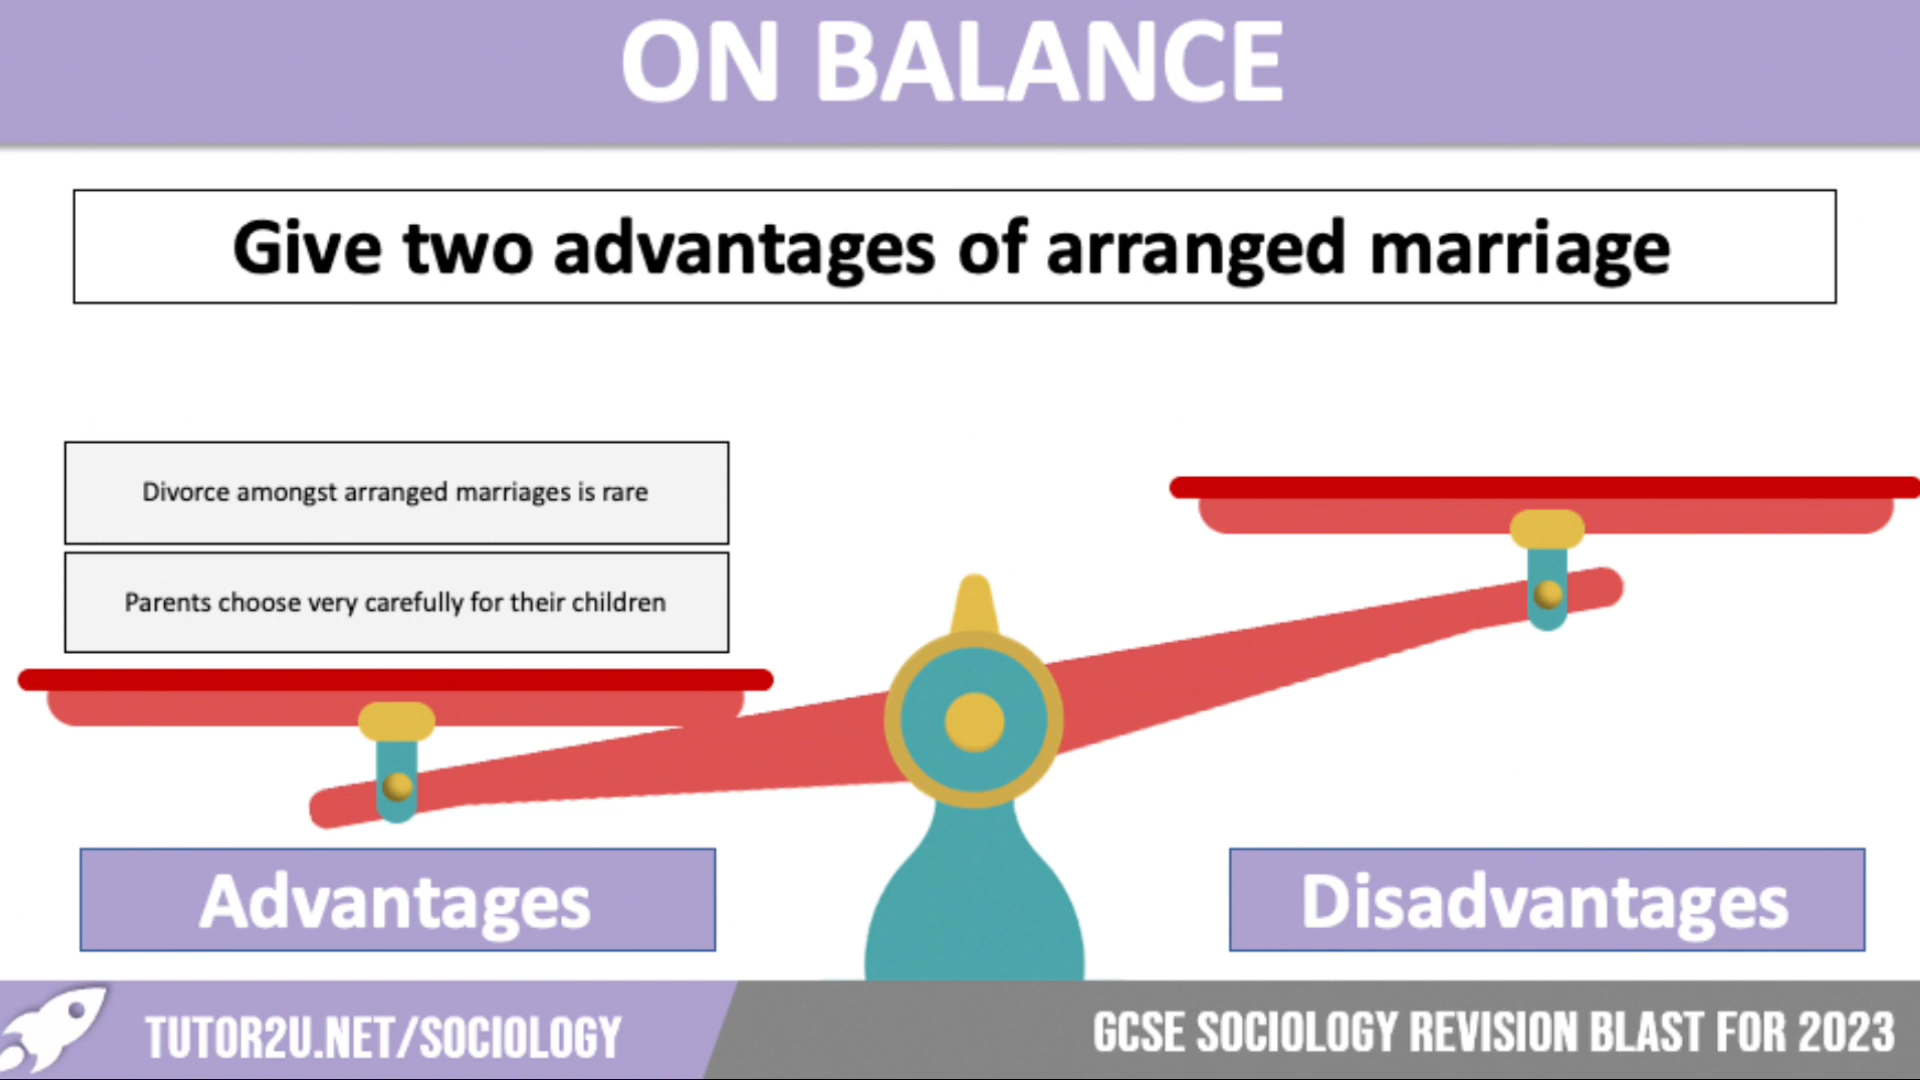 ON BALANCE
Give two advantages of arranged marriage
Divorce amongst arranged marriages is rare
Parents choose very carefully for their children
Advantages
Disadvantages
TUTOR2U.NET/SOCIOLOGY
GCSE SOCIOLOGY REVISION BLAST FOR 2023